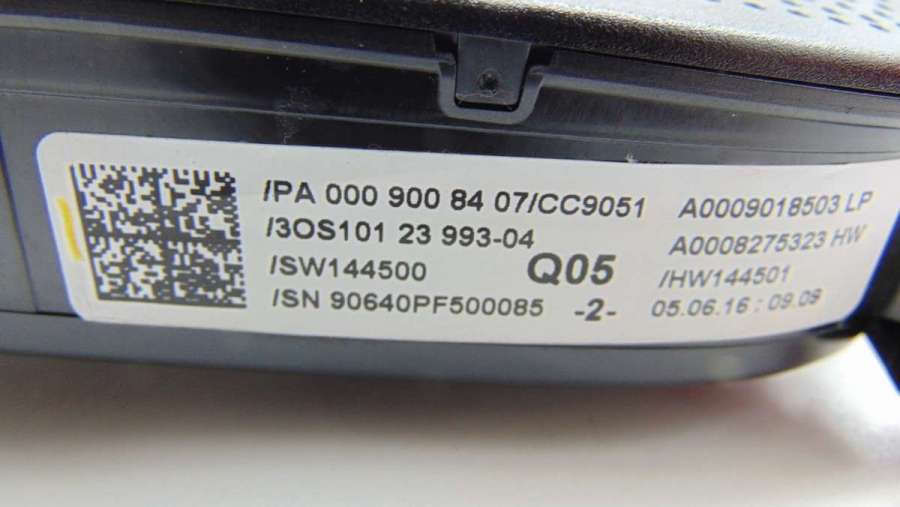 /PA 000 900 84 07/CC9051 A0009018503 LP
/3OS101 23 993-04 A0008275323 HW
/SW144500 Q05 /HW144501
/SN 90640PF500085 -2- 05.06.16 : 09.09